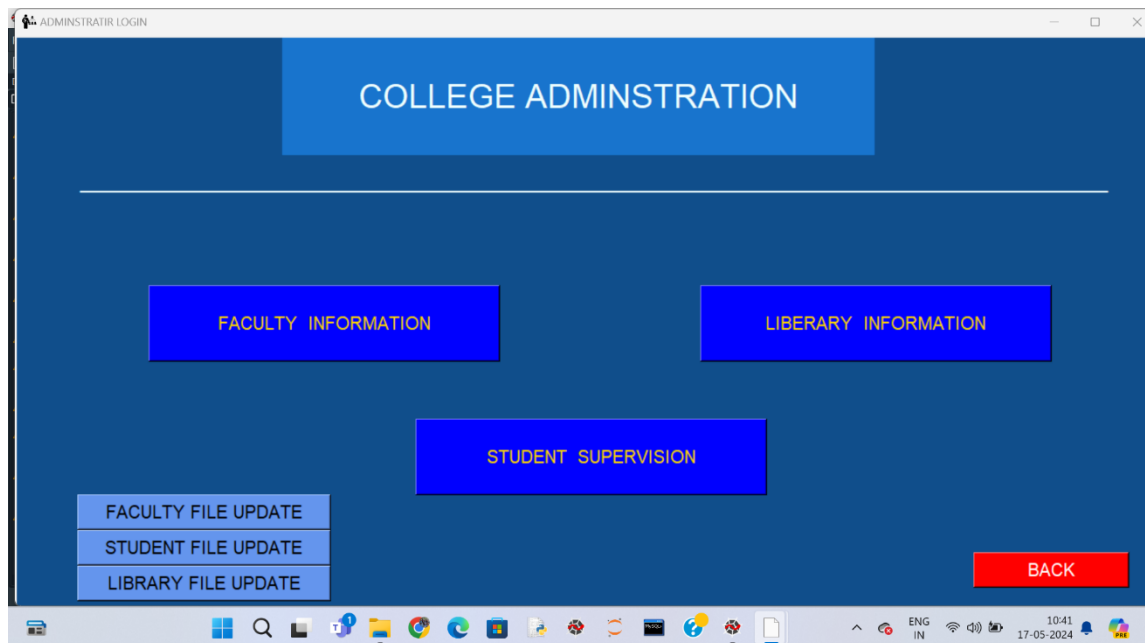 ADMINSTRATIR LOGIN
COLLEGE ADMINSTRATION
FACULTY INFORMATION
LIBERARY INFORMATION
STUDENT SUPERVISION
FACULTY FILE UPDATE
STUDENT FILE UPDATE
LIBRARY FILE UPDATE
BACK
ENG
IN
10:41
17-05-2024